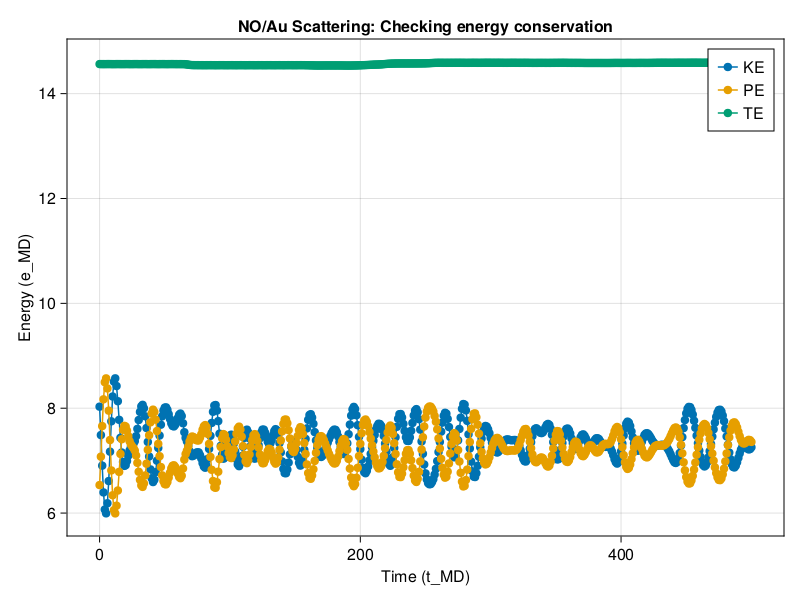 NO/Au Scattering: Checking energy conservation
KE
PE
TE
14
12
10
8
6
Energy (e_MD)
0
200
400
Time (t_MD)